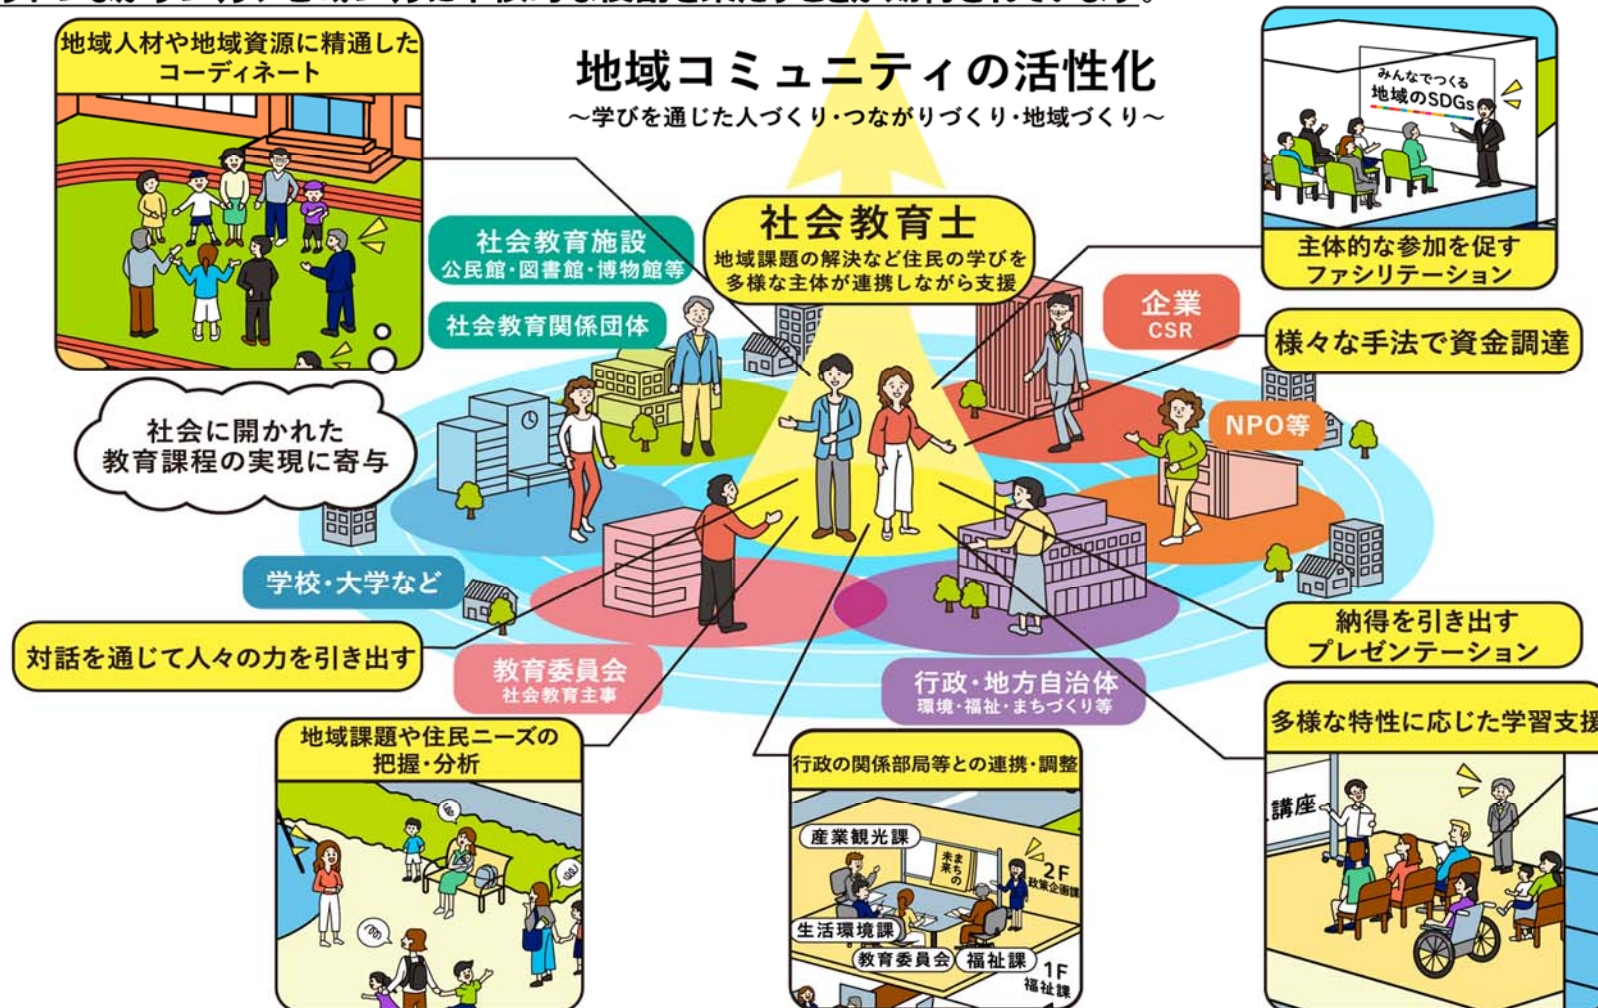 地域人材や地域資源に精通した
コーディネート
地域コミュニティの活性化
～学びを通じた人づくり・つながりづくり・地域づくり～
みんなでつくる
地域のSDGs
主体的な参加を促す
ファシリテーション
社会教育士
地域課題の解決など住民の学びを
多様な主体が連携しながら支援
社会教育施設
公民館・図書館・博物館等
社会教育関係団体
企業
CSR
様々な手法で資金調達
NPO等
社会に開かれた
教育課程の実現に寄与
学校・大学など
対話を通じて人々の力を引き出す
教育委員会
社会教育主事
行政・地方自治体
環境・福祉・まちづくり等
納得を引き出す
プレゼンテーション
地域課題や住民ニーズの
把握・分析
行政の関係部局等との連携・調整
産業観光課
まちの
未来
2F
政策企画課
生活環境課
教育委員会
福祉課
1F
福祉課
多様な特性に応じた学習支援
講座